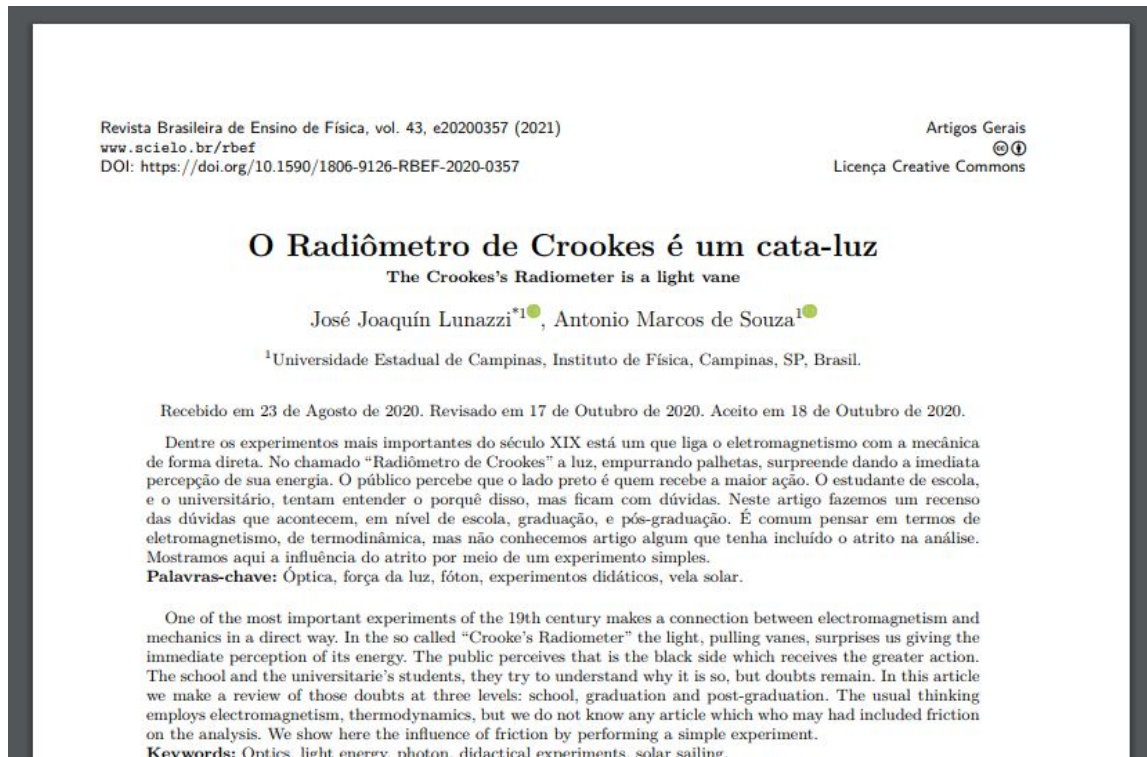 Revista Brasileira de Ensino de Física, vol. 43, e20200357 (2021)
www.scielo.br/rbef
DOI: https://doi.org/10.1590/1806-9126-RBEF-2020-0357
Artigos Gerais
Licença Creative Commons
O Radiômetro de Crookes é um cata-luz
The Crookes's Radiometer is a light vane
José Joaquín Lunazzi*1, Antonio Marcos de Souza1
1Universidade Estadual de Campinas, Instituto de Física, Campinas, SP, Brasil.
Recebido em 23 de Agosto de 2020. Revisado em 17 de Outubro de 2020. Aceito em 18 de Outubro de 2020.
Dentre os experimentos mais importantes do século XIX está um que liga o eletromagnetismo com a mecânica
de forma direta. No chamado “Radiômetro de Crookes” a luz, empurrando palhetas, surpreende dando a imediata
percepção de sua energia. O público percebe que o lado preto é quem recebe a maior ação. O estudante de escola,
e o universitário, tentam entender o porquê disso, mas ficam com dúvidas. Neste artigo fazemos um recenso
das dúvidas que acontecem, em nível de escola, graduação, e pós-graduação. É comum pensar em termos de
eletromagnetismo, de termodinâmica, mas não conhecemos artigo algum que tenha incluído o atrito na análise.
Mostramos aqui a influência do atrito por meio de um experimento simples.
Palavras-chave: Óptica, força da luz, fóton, experimentos didáticos, vela solar.
One of the most important experiments of the 19th century makes a connection between electromagnetism and
mechanics in a direct way. In the so called “Crooke's Radiometer” the light, pulling vanes, surprises us giving the
immediate perception of its energy. The public perceives that is the black side which receives the greater action.
The school and the universitarie's students, they try to understand why it is so, but doubts remain. In this article
we make a review of those doubts at three levels: school, graduation and post-graduation. The usual thinking
employs electromagnetism, thermodynamics, but we do not know any article which who may had included friction
on the analysis. We show here the influence of friction by performing a simple experiment.
Keywords: Optics, light energy, photon, didactical experiments, solar sailing.